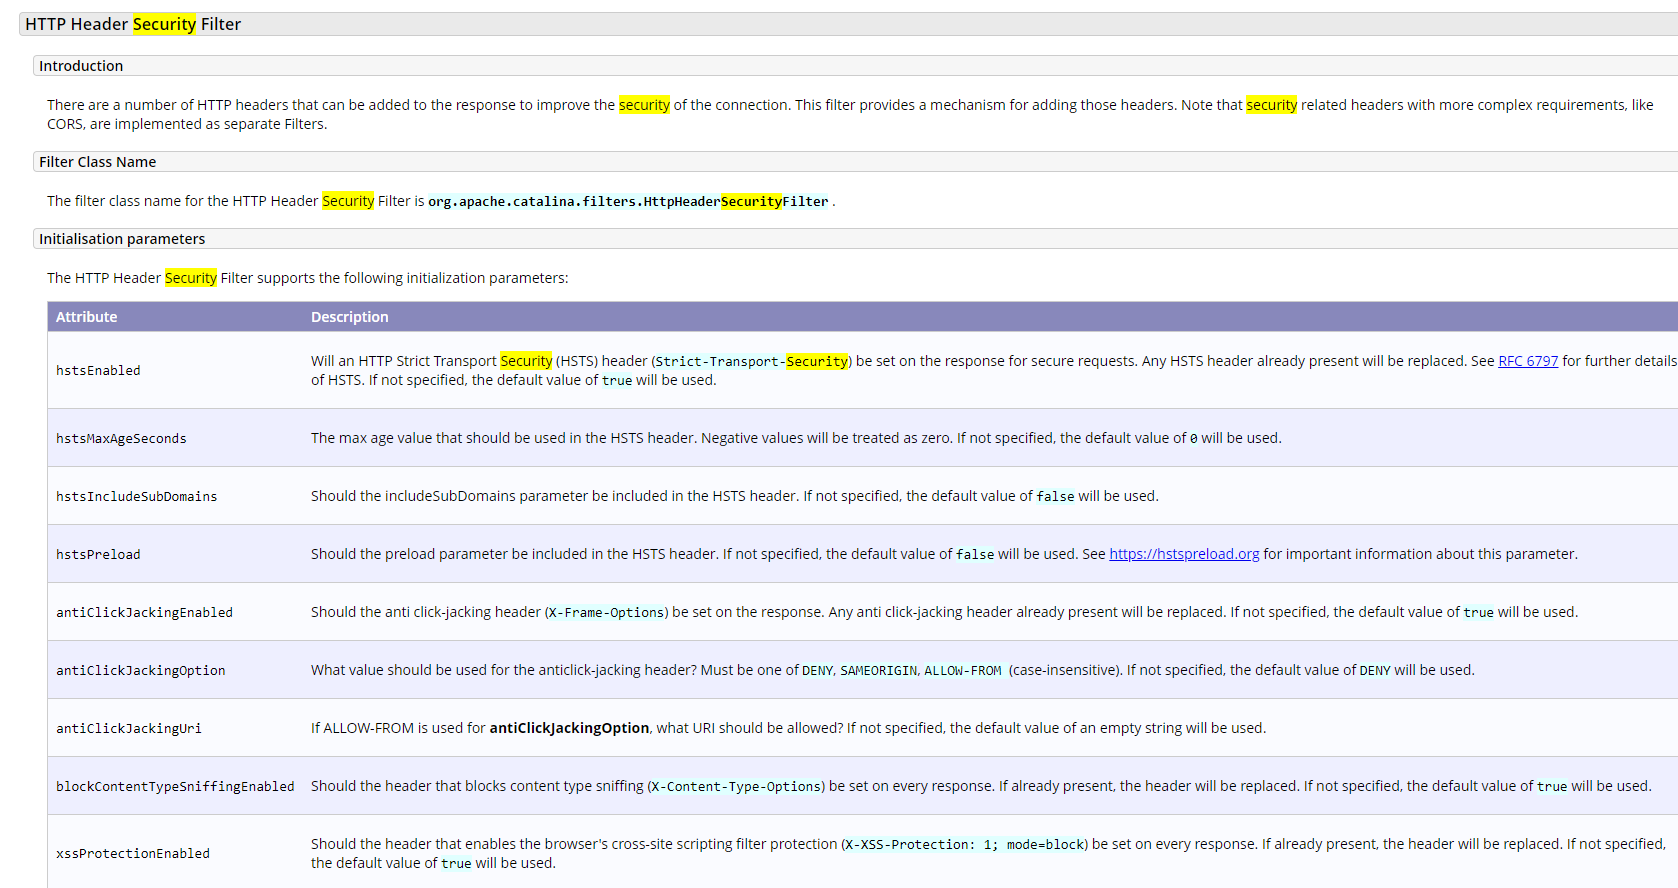 HTTP Header Security Filter
Introduction
There are a number of HTTP headers that can be added to the response to improve the security of the connection. This filter provides a mechanism for adding those headers. Note that security related headers with more complex requirements, like
CORS, are implemented as separate Filters.
Filter Class Name
The filter class name for the HTTP Header Security Filter is org.apache.catalina.filters.HttpHeaderSecurityFilter .
Initialisation parameters
The HTTP Header Security Filter supports the following initialization parameters:
Attribute Description
hstsEnabled Will an HTTP Strict Transport Security (HSTS) header (Strict-Transport-Security) be set on the response for secure requests. Any HSTS header already present will be replaced. See RFC 6797 for further details
of HSTS. If not specified, the default value of true will be used.
hstsMaxAgeSeconds The max age value that should be used in the HSTS header. Negative values will be treated as zero. If not specified, the default value of 0 will be used.
hstsIncludeSubDomains Should the includeSubDomains parameter be included in the HSTS header. If not specified, the default value of false will be used.
hstsPreload Should the preload parameter be included in the HSTS header. If not specified, the default value of false will be used. See https://hstspreload.org for important information about this parameter.
antiClickJackingEnabled Should the anti click-jacking header (X-Frame-Options) be set on the response. Any anti click-jacking header already present will be replaced. If not specified, the default value of true will be used.
antiClickJackingOption What value should be used for the anticlick-jacking header? Must be one of DENY, SAMEORIGIN, ALLOW-FROM (case-insensitive). If not specified, the default value of DENY will be used.
antiClickJackingUri If ALLOW-FROM is used for antiClickJackingOption, what URI should be allowed? If not specified, the default value of an empty string will be used.
blockContentTypeSniffingEnabled Should the header that blocks content type sniffing (X-Content-Type-Options) be set on every response. If already present, the header will be replaced. If not specified, the default value of true will be used.
xssProtectionEnabled Should the header that enables the browser's cross-site scripting filter protection (X-XSS-Protection: 1; mode=block) be set on every response. If already present, the header will be replaced. If not specified,
the default value of true will be used.